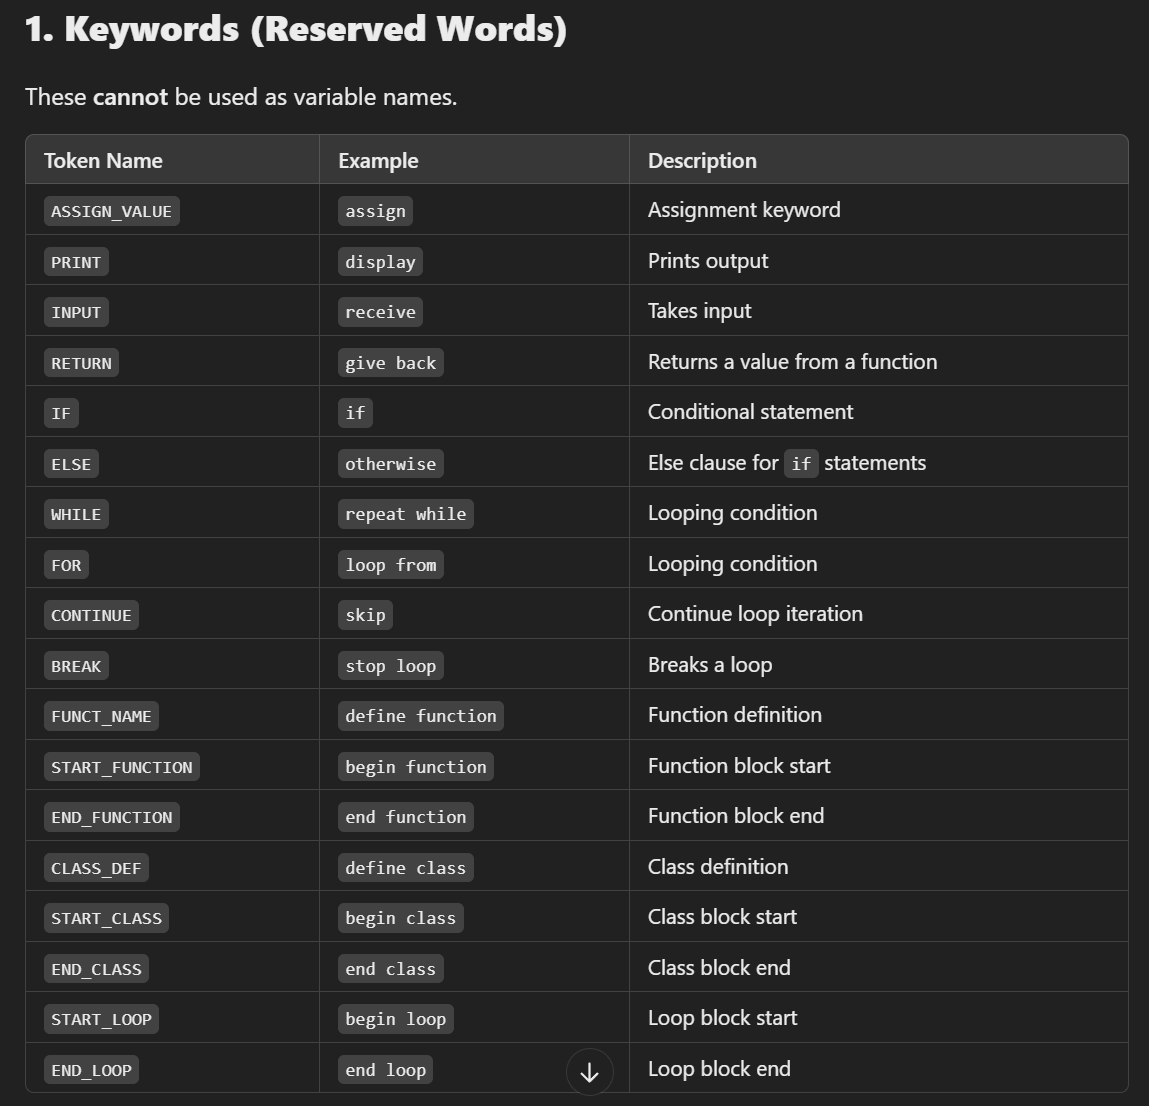 1. Keywords (Reserved Words)
These cannot be used as variable names.
Token Name Example Description
ASSIGN_VALUE assign Assignment keyword
PRINT display Prints output
INPUT receive Takes input
RETURN give back Returns a value from a function
IF if Conditional statement
ELSE otherwise Else clause for if statements
WHILE repeat while Looping condition
FOR loop from Looping condition
CONTINUE skip Continue loop iteration
BREAK stop loop Breaks a loop
FUNCT_NAME define function Function definition
START_FUNCTION begin function Function block start
END_FUNCTION end function Function block end
CLASS_DEF define class Class definition
START_CLASS begin class Class block start
END_CLASS end class Class block end
START_LOOP begin loop Loop block start
END_LOOP end loop Loop block end